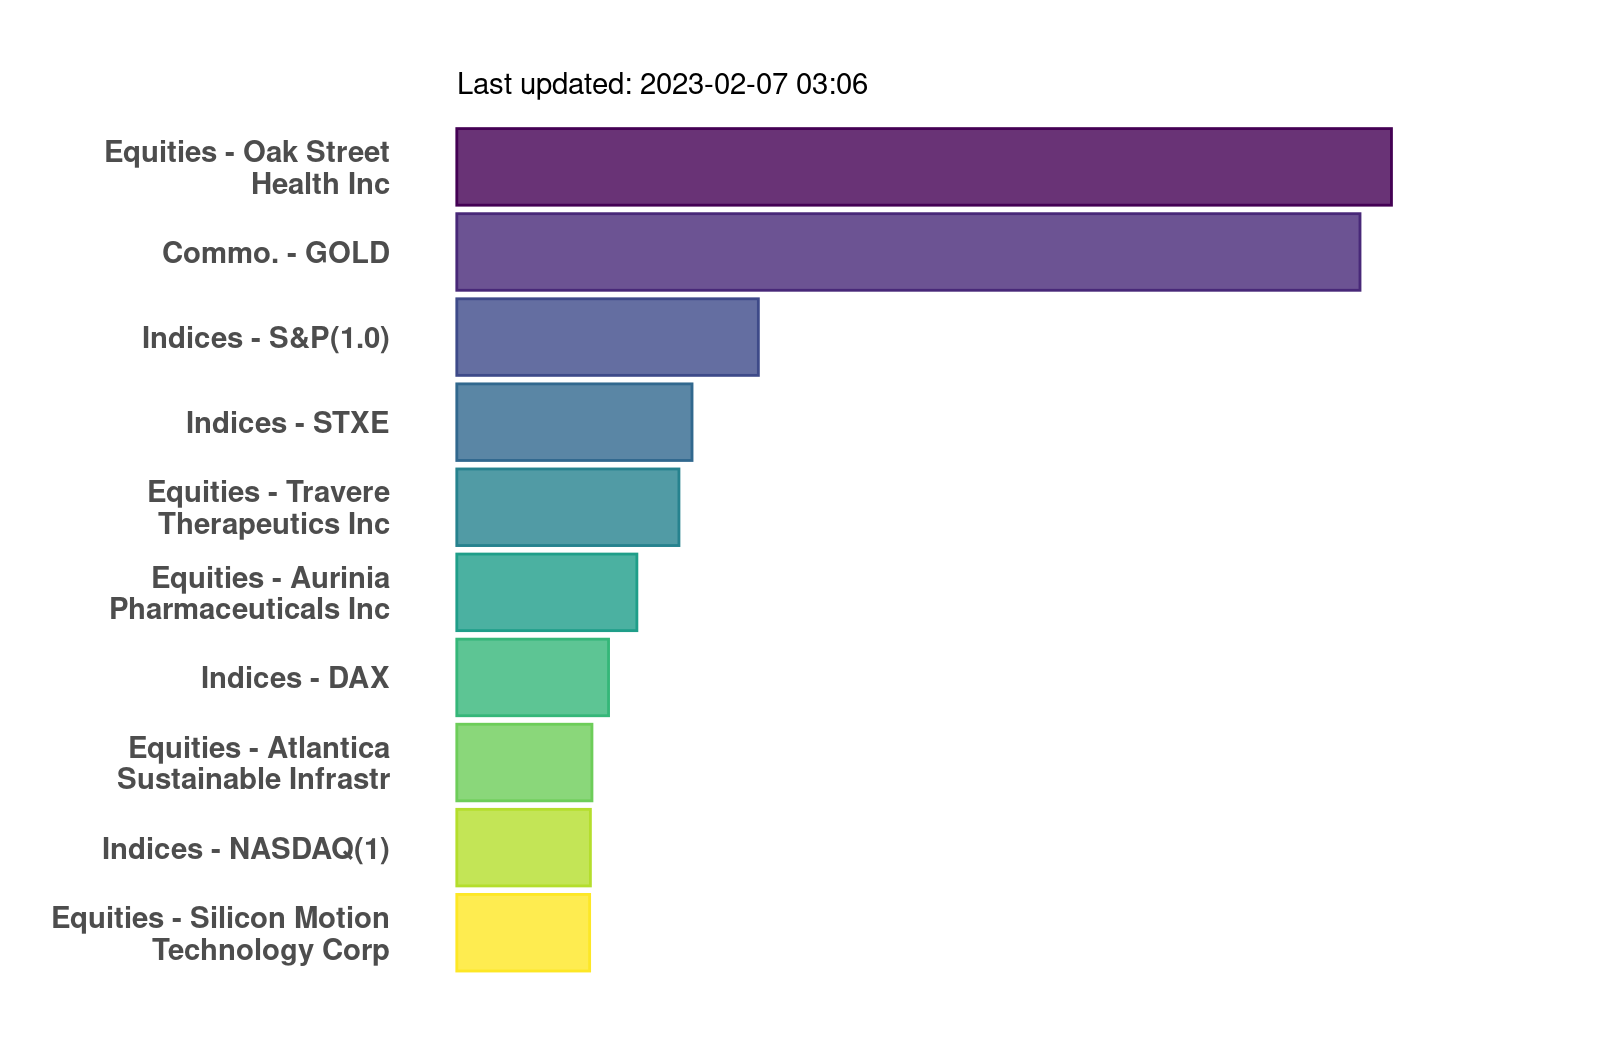 Last updated: 2023-02-07 03:06
Equities - Oak Street
Health Inc
Commo. - GOLD
Indices - S&P(1.0)
Indices - STXE
Equities - Travere
Therapeutics Inc
Equities - Aurinia
Pharmaceuticals Inc
Indices - DAX
Equities - Atlantica
Sustainable Infrastr
Indices - NASDAQ(1)
Equities - Silicon Motion
Technology Corp